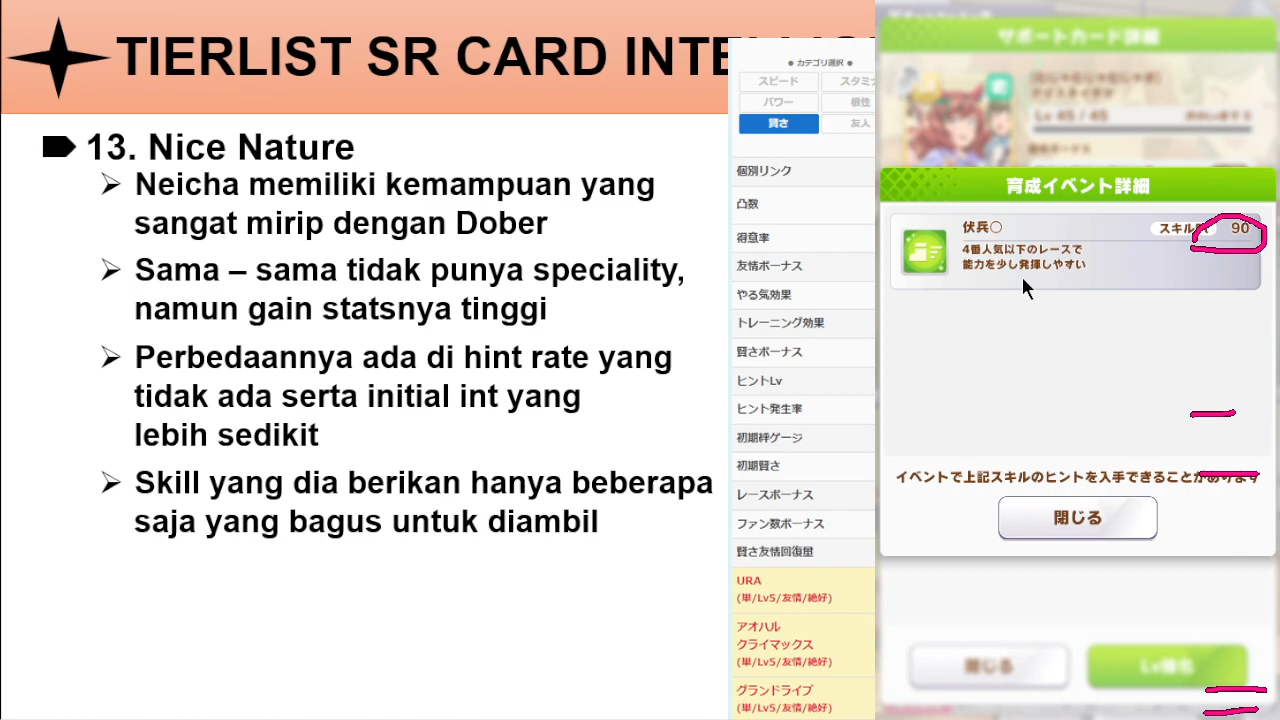 TIERLIST SR CARD INTE
13. Nice Nature
Neicha memiliki kemampuan yang
sangat mirip dengan Dober
Sama – sama tidak punya speciality,
namun gain statsnya tinggi
Perbedaannya ada di hint rate yang
tidak ada serta initial int yang
lebih sedikit
Skill yang dia berikan hanya beberapa
saja yang bagus untuk diambil
● カテゴリ選択 ●
スピード
スタミナ
パワー
根性
賢さ
友人
個別リンク
凸数
得意率
友情ボーナス
やる気効果
トレーニング効果
賢さボーナス
ヒントLv
ヒント発生率
初期絆ゲージ
初期賢さ
レースボーナス
ファン数ボーナス
賢さ友情回復量
URA
(単/Lv5/友情/絶好)
アオハル
クライマックス
(単/Lv5/友情/絶好)
グランドライブ
(単/Lv5/友情/絶好)
サポートカード詳細
Lv 45 / 45
育成イベント詳細
伏兵○
スキル 90
4番人気以下のレースで
能力を少し発揮しやすい
イベントで上記スキルのヒントを入手できることがあります
閉じる
閉じる
Lv強化